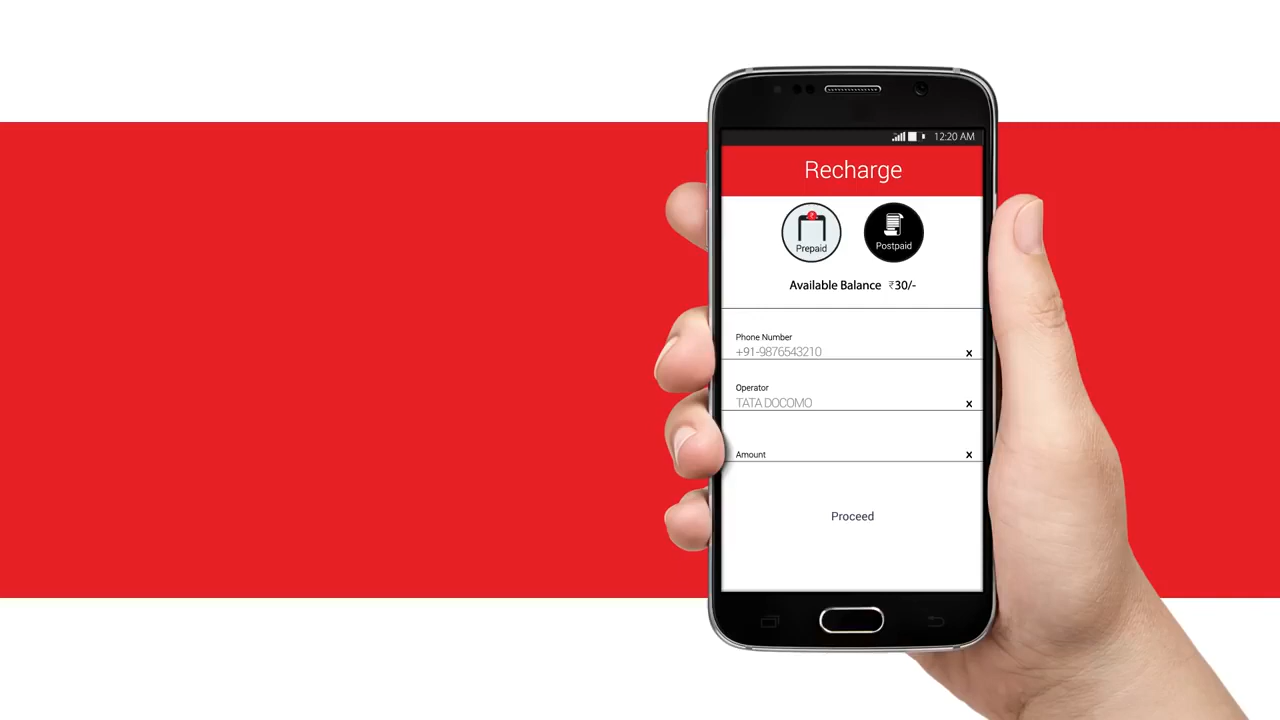 12:20 AM
Recharge
Prepaid
Postpaid
Available Balance ₹30/-
Phone Number
+91-9876543210
x
Operator
TATA DOCOMO
x
Amount
x
Proceed